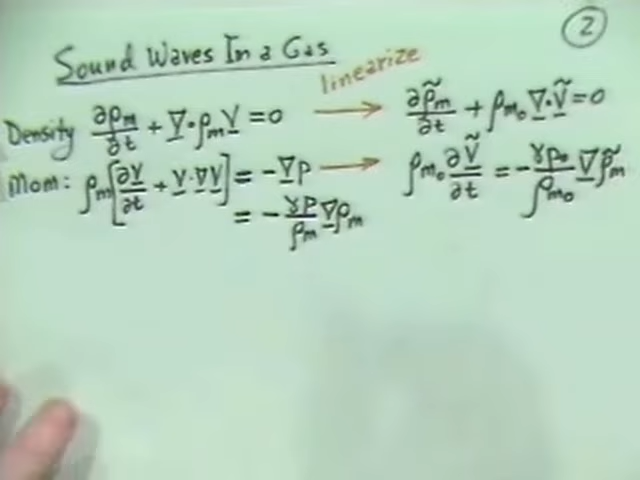 ②
Sound Waves In a Gas
linearize
Density ∂ρₘ/∂t + ∇·ρₘV = 0 → ∂ρ̃ₘ/∂t + ρₘ₀∇·Ṽ = 0
Mom: ρₘ[∂V/∂t + V·∇V] = -∇p → ρₘ₀ ∂Ṽ/∂t = -γp₀/ρₘ₀ ∇ρ̃ₘ
= -γp/ρₘ ∇ρₘ